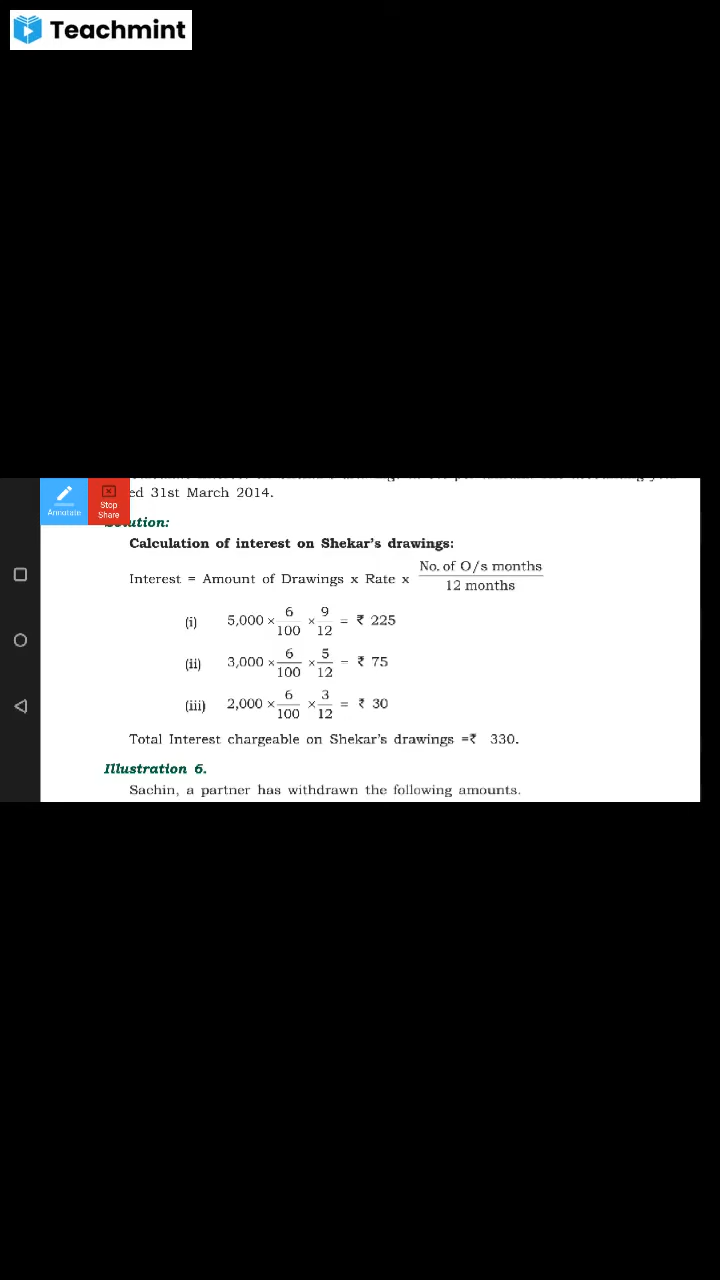 Teachmint
Annotate
Stop
Share
ed 31st March 2014.
ution:
Calculation of interest on Shekar's drawings:
Interest = Amount of Drawings x Rate x No. of O/s months / 12 months
(i) 5,000 × 6/100 × 9/12 = ₹ 225
(ii) 3,000 × 6/100 × 5/12 = ₹ 75
(iii) 2,000 × 6/100 × 3/12 = ₹ 30
Total Interest chargeable on Shekar's drawings =₹ 330.
Illustration 6.
Sachin, a partner has withdrawn the following amounts.